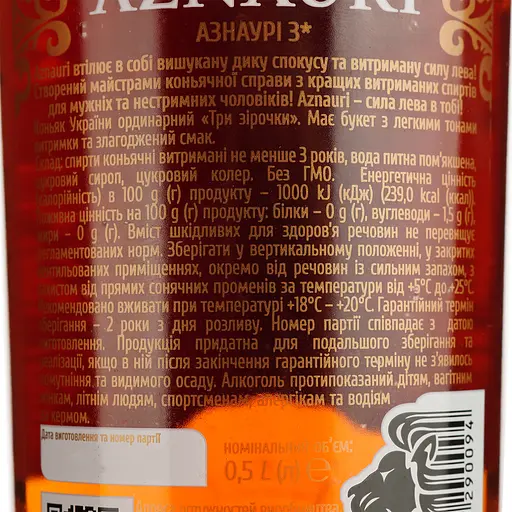 AZNAURI
АЗНАУРІ 3*
Aznauri втілює в собі вишукану дику спокусу та витриману силу лева!
Створений майстрами коньячної справи з кращих витриманих спиртів
для мужніх та нестримних чоловіків! Aznauri – сила лева в тобі!
Коньяк України ординарний «Три зірочки». Має букет з легкими тонами
витримки та злагоджений смак.
Склад: спирти коньячні витримані не менше 3 років, вода питна пом'якшена,
цукровий сироп, цукровий колер. Без ГМО. Енергетична цінність
(калорійність) в 100 g (г) продукту – 1000 kJ (кДж) (239,0 kcal (ккал).
Поживна цінність на 100 g (г) продукту: білки – 0 g (г), вуглеводи – 1,5 g (г),
жири – 0 g (г). Вміст шкідливих для здоров'я речовин не перевищує
регламентованих норм. Зберігати у вертикальному положенні, у закритих
вентильованих приміщеннях, окремо від речовин із сильним запахом, з
захистом від прямих сонячних променів за температури від +5°С до +25°С.
Рекомендовано вживати при температурі +18°С – +20°С. Гарантійний термін
зберігання – 2 роки з дня розливу. Номер партії співпадає з датою
виготовлення. Продукція придатна для подальшого зберігання та
реалізації, якщо в ній після закінчення гарантійного терміну не з'явилось
помутніння та видимого осаду. Алкоголь протипоказаний дітям, вагітним
жінкам, літнім людям, спортсменам, алергікам та водіям
за кермом.
Дата виготовлення та номер партії
НОМІНАЛЬНИЙ ОБ'ЄМ:
0,5 L (л) ℮
290094